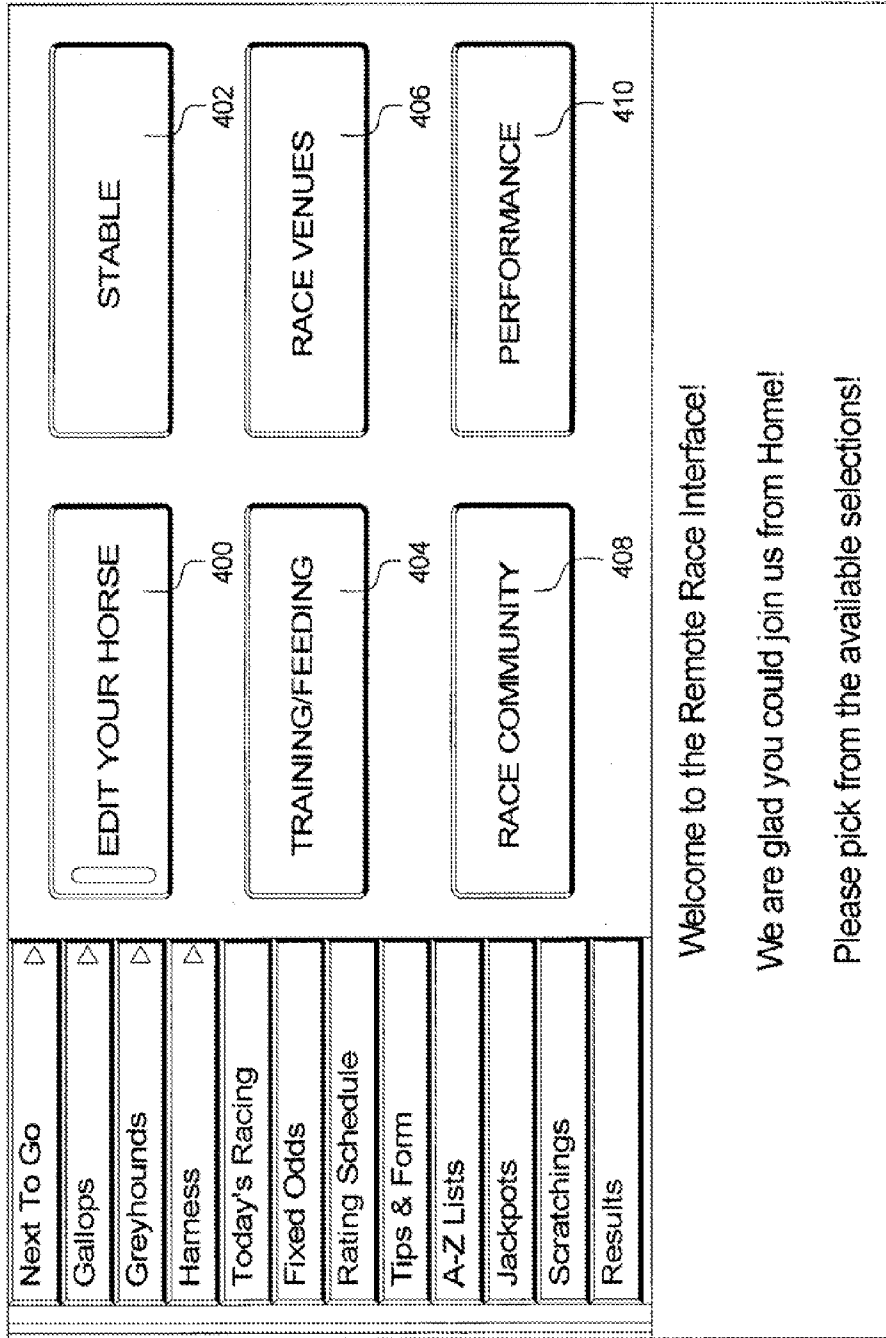 Next To Go
Gallops
Greyhounds
Harness
Today's Racing
Fixed Odds
Rating Schedule
Tips & Form
A-Z Lists
Jackpots
Scratchings
Results
EDIT YOUR HORSE
400
STABLE
402
TRAINING/FEEDING
404
RACE VENUES
406
RACE COMMUNITY
408
PERFORMANCE
410
Welcome to the Remote Race Interface!
We are glad you could join us from Home!
Please pick from the available selections!